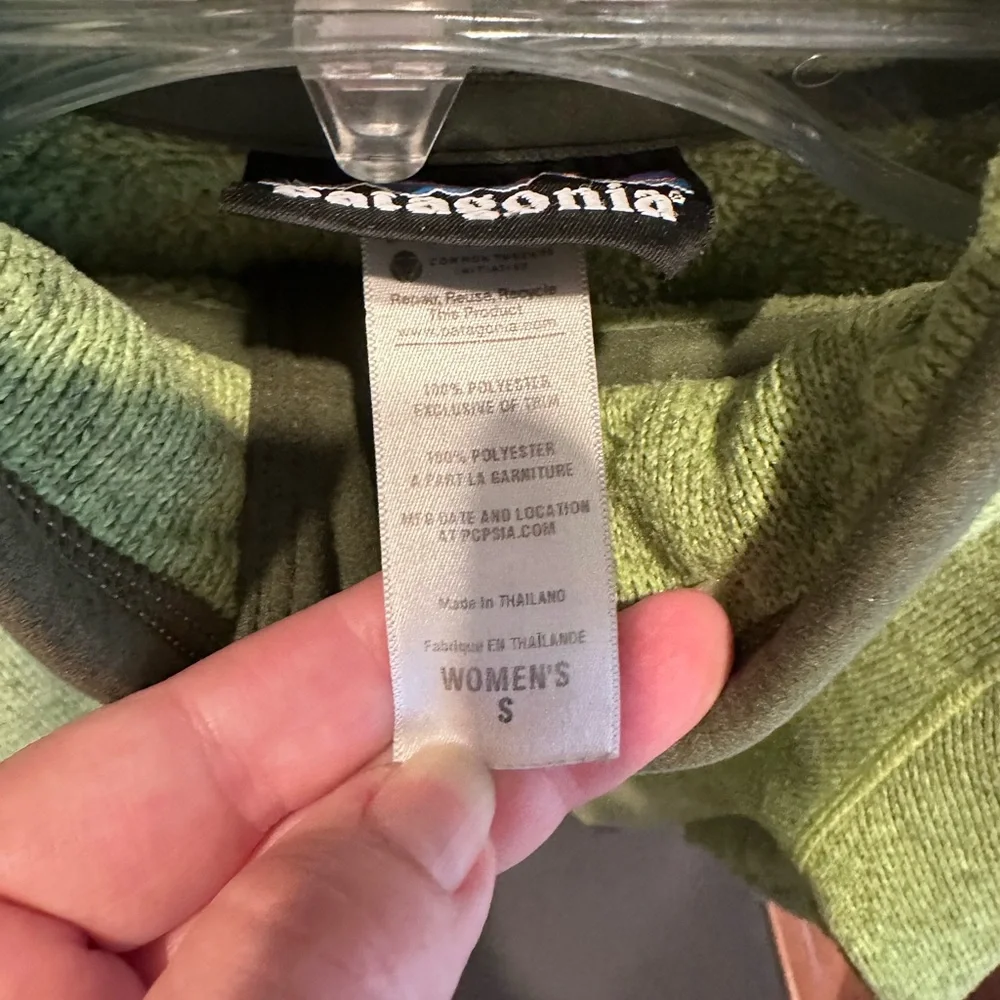 patagonia®
COMMON THREADS
INITIATIVE
Repair, Reuse, Recycle
This Product
www.patagonia.com
100% POLYESTER
EXCLUSIVE OF TRIM
100% POLYESTER
A PART LA GARNITURE
MFG DATE AND LOCATION
AT PCPSIA.COM
Made in THAILAND
Fabriqué EN THAÏLANDE
WOMEN'S
S